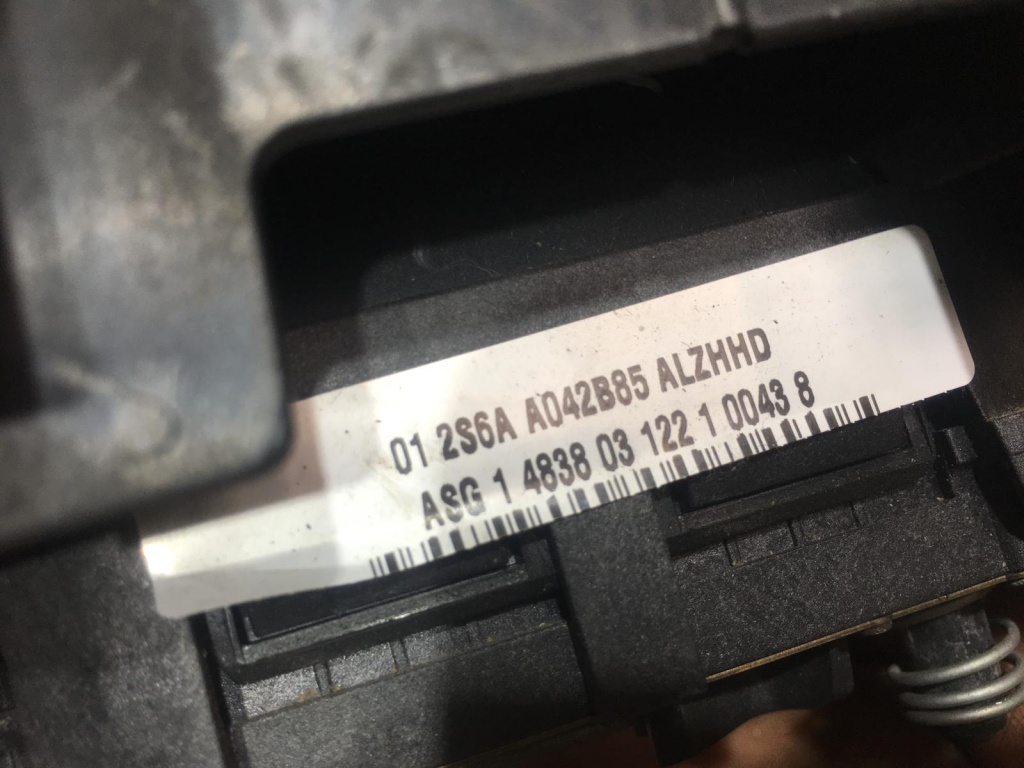 01 2S6A A042B85 ALZHHD
ASG 1 4838 03 122 1 0043 8